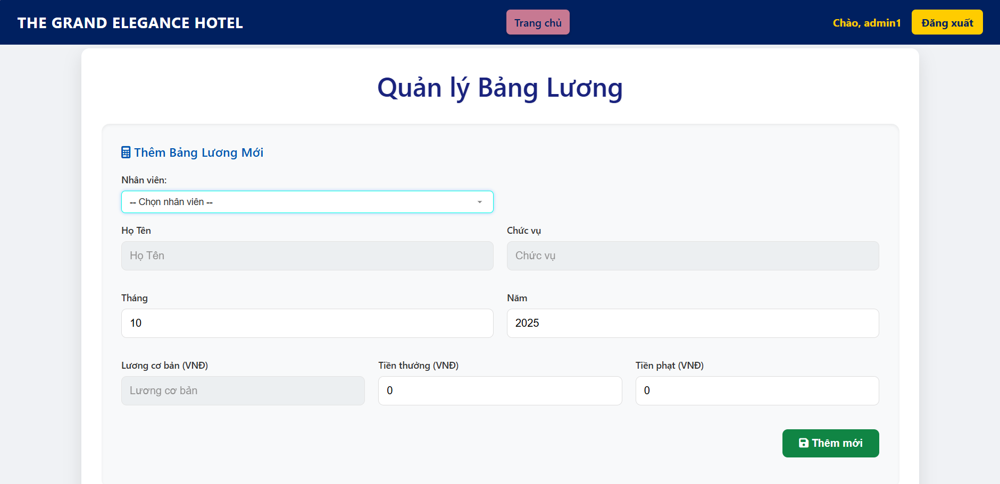 THE GRAND ELEGANCE HOTEL
Trang chủ
Chào, admin1
Đăng xuất
Quản lý Bảng Lương
Thêm Bảng Lương Mới
Nhân viên:
-- Chọn nhân viên --
Họ Tên
Chức vụ
Họ Tên
Chức vụ
Tháng
Năm
10
2025
Lương cơ bản (VNĐ)
Tiền thưởng (VNĐ)
Tiền phạt (VNĐ)
Lương cơ bản
0
0
Thêm mới